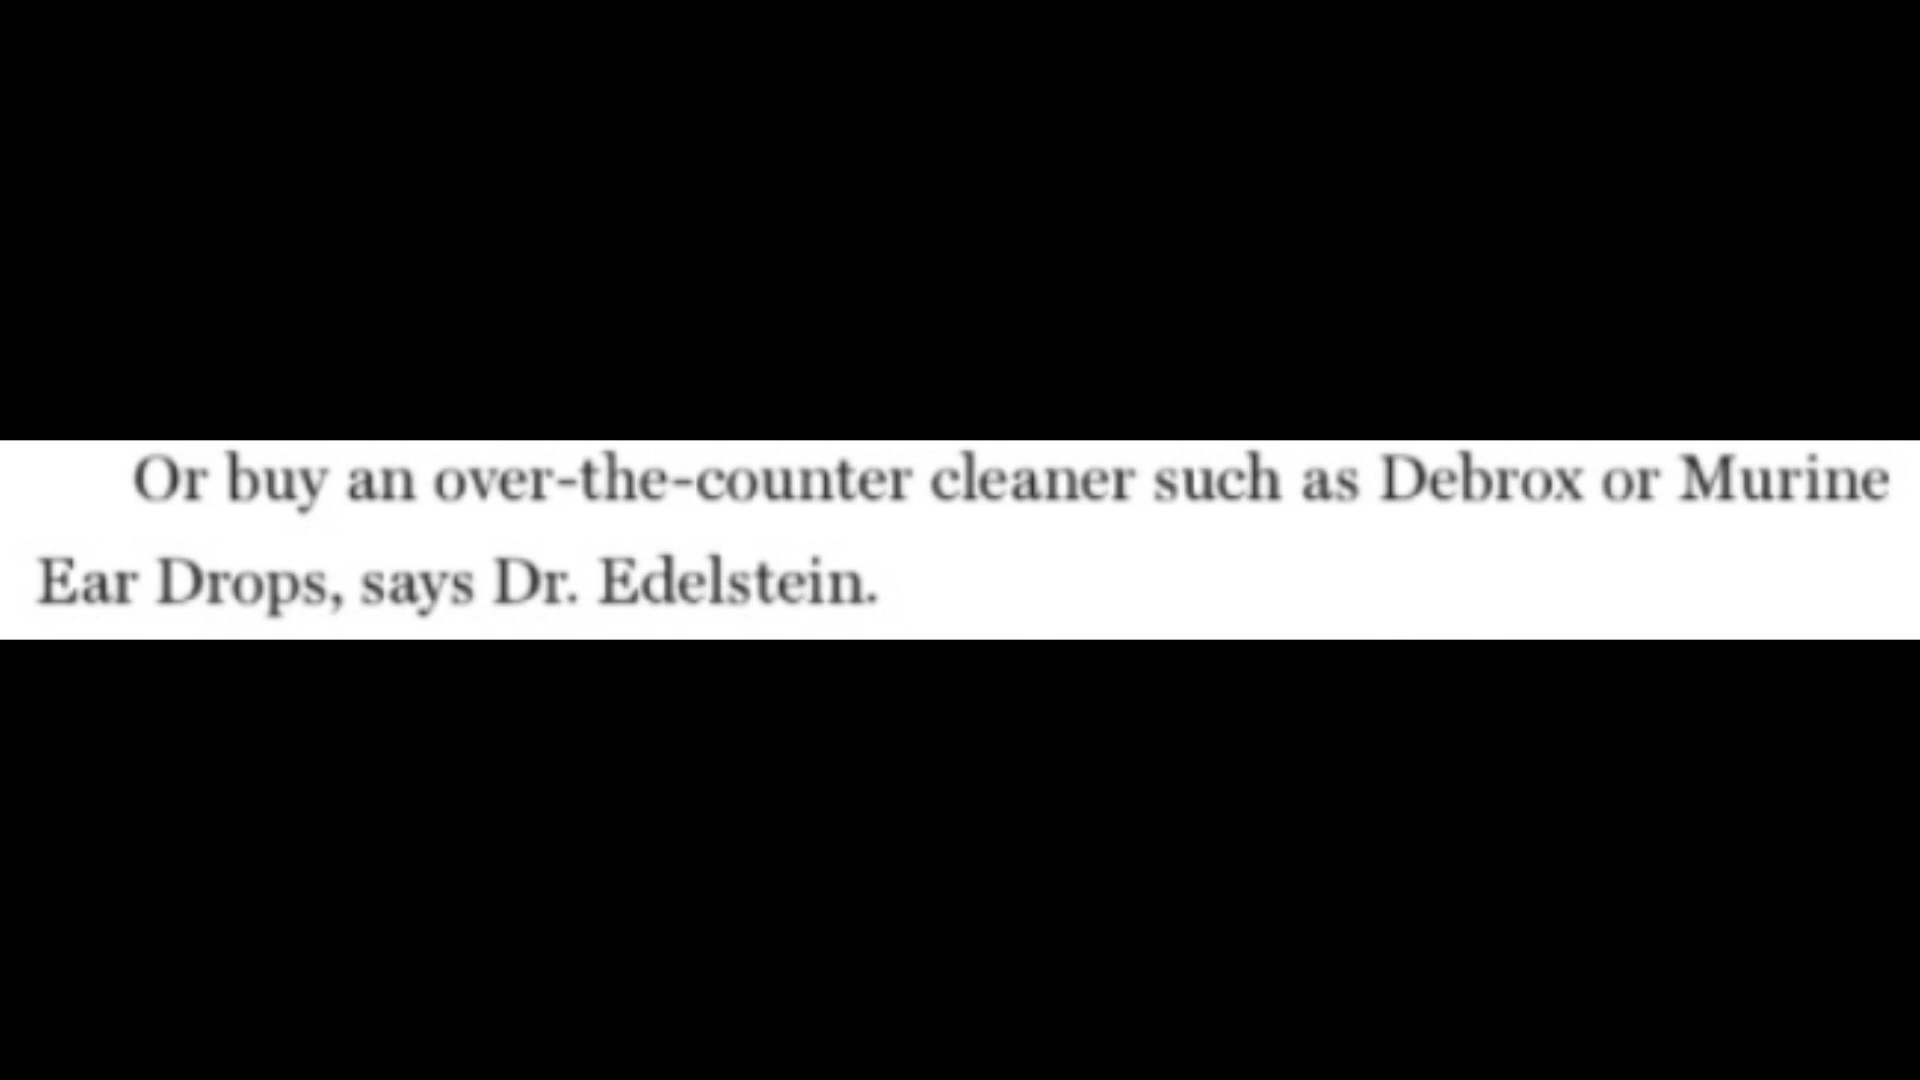 Or buy an over-the-counter cleaner such as Debrox or Murine
Ear Drops, says Dr. Edelstein.